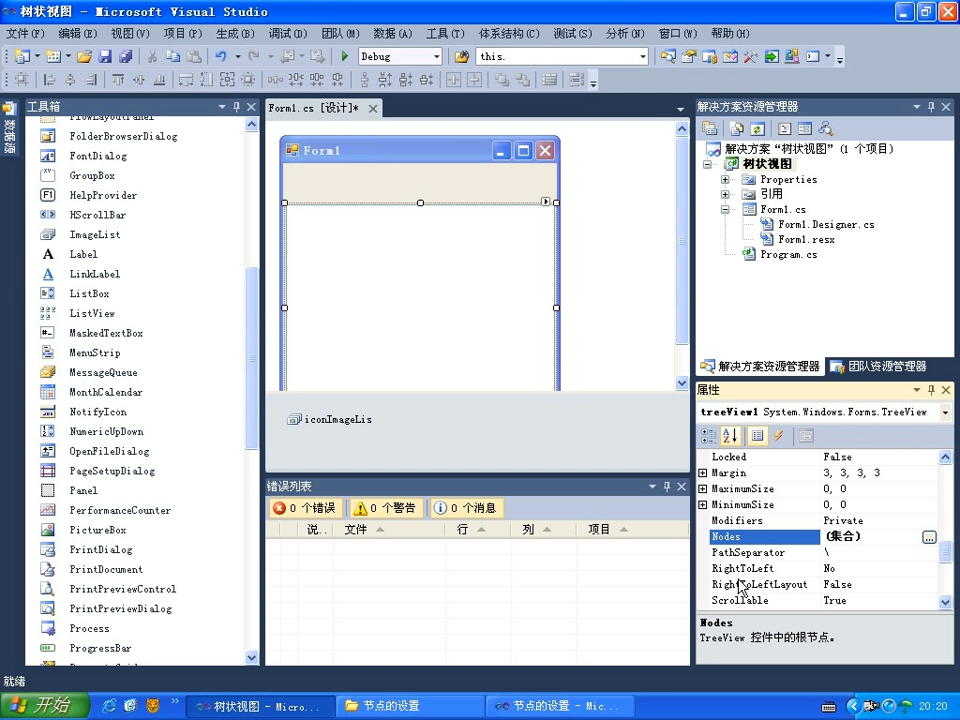 树状视图 - Microsoft Visual Studio
文件(F) 编辑(E) 视图(V) 项目(P) 生成(B) 调试(D) 团队(M) 数据(A) 工具(T) 体系结构(C) 测试(S) 分析(N) 窗口(W) 帮助(H)
Debug this.
数据源
工具箱
FlowLayoutPanel
FolderBrowserDialog
FontDialog
GroupBox
HelpProvider
HScrollBar
ImageList
Label
LinkLabel
ListBox
ListView
MaskedTextBox
MenuStrip
MessageQueue
MonthCalendar
NotifyIcon
NumericUpDown
OpenFileDialog
PageSetupDialog
Panel
PerformanceCounter
PictureBox
PrintDialog
PrintDocument
PrintPreviewControl
PrintPreviewDialog
Process
ProgressBar
Form1.cs [设计]*
Form1
iconImageLis
错误列表
0 个错误 0 个警告 0 个消息
说.. 文件 行 列 项目
解决方案资源管理器
解决方案“树状视图”(1 个项目)
树状视图
Properties
引用
Form1.cs
Form1.Designer.cs
Form1.resx
Program.cs
解决方案资源管理器 团队资源管理器
属性
treeView1 System.Windows.Forms.TreeView
Locked False
Margin 3, 3, 3, 3
MaximumSize 0, 0
MinimumSize 0, 0
Modifiers Private
Nodes (集合) ...
PathSeparator \
RightToLeft No
RightToLeftLayout False
Scrollable True
Nodes
TreeView 控件中的根节点。
就绪
开始 树状视图 - Micro... 节点的设置 节点的设置 - Mic... 20:20